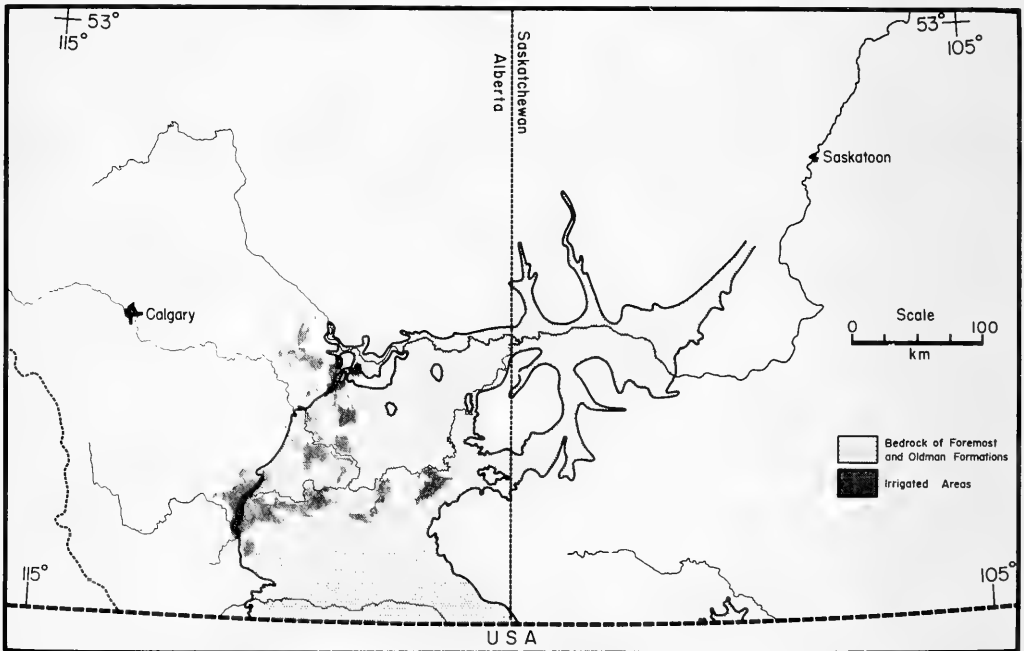 53°
115°
53°
105°
Saskatchewan
Alberta
Saskatoon
Calgary
Scale
0 100
km
Bedrock of Foremost
and Oldman Formations
Irrigated Areas
115°
105°
USA